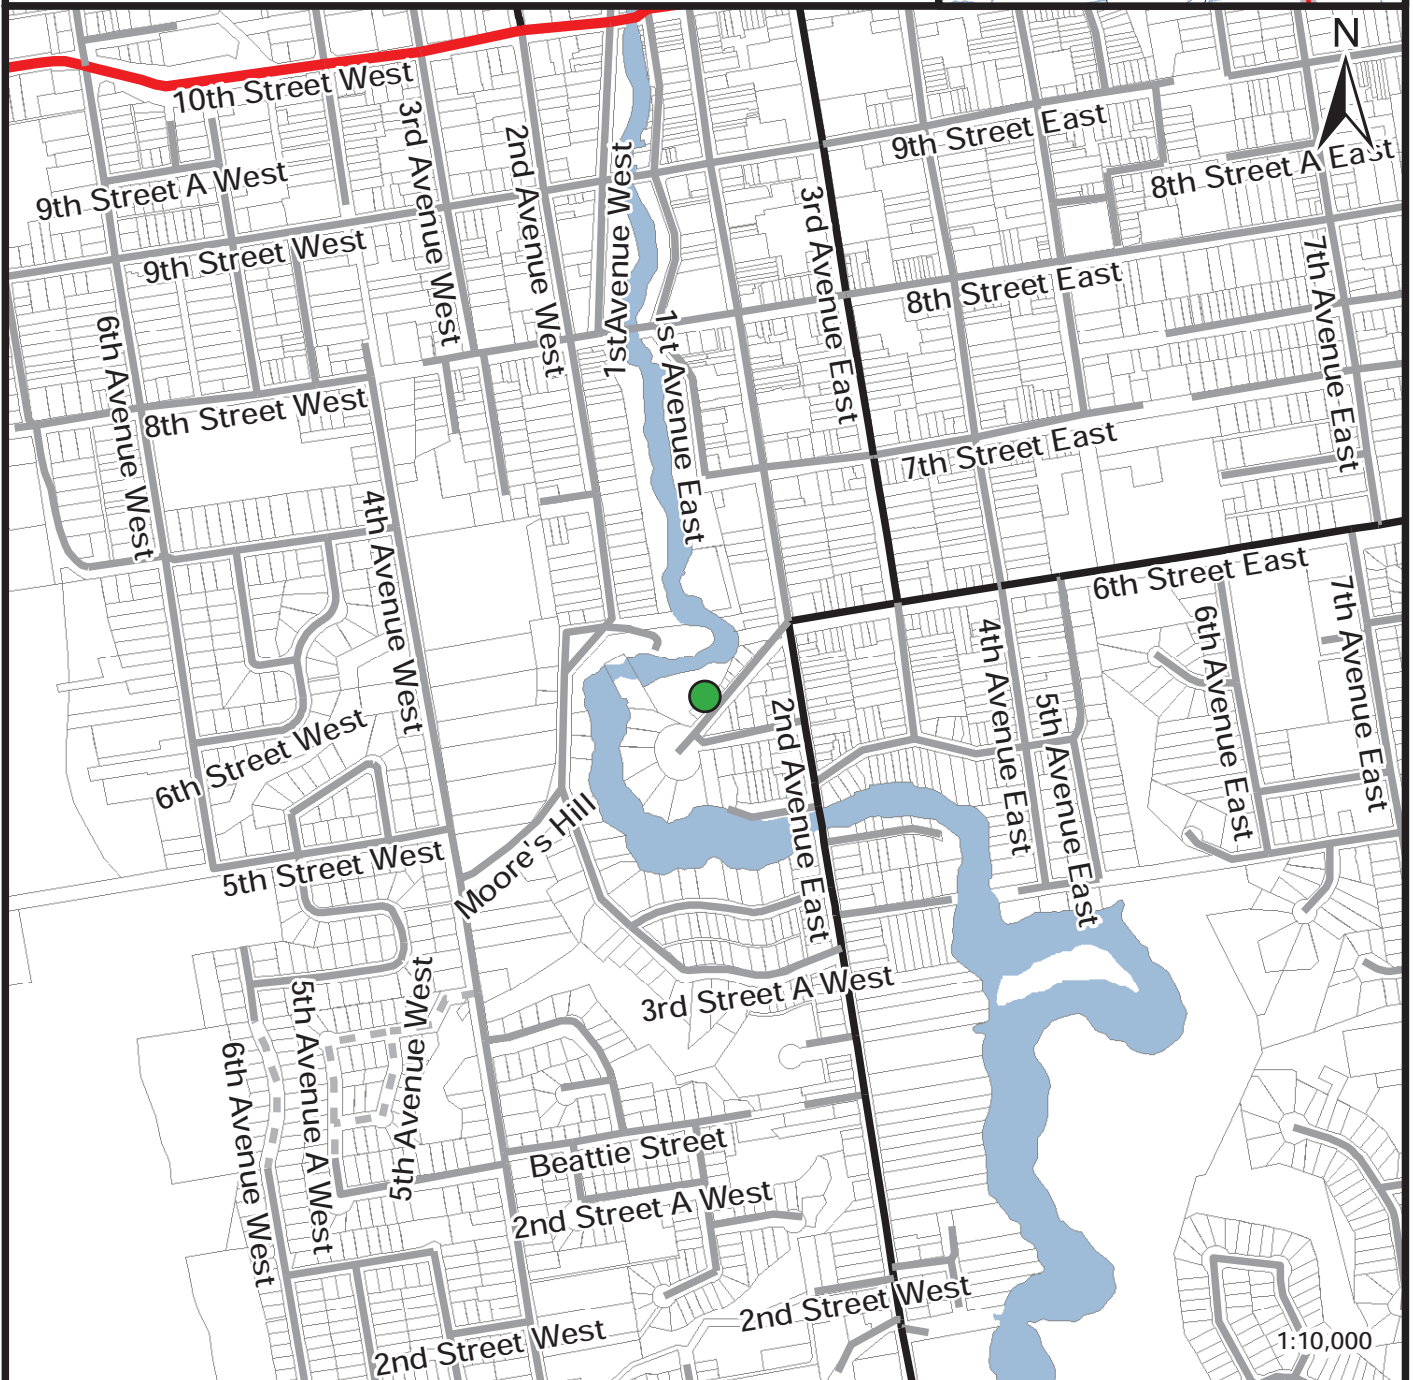 N
10th Street West
3rd Avenue West
2nd Avenue West
1stAvenue West
9th Street East
8th Street A East
9th Street A West
9th Street West
3rd Avenue East
8th Street East
7th Avenue East
6th Avenue West
8th Street West
1st Avenue East
7th Street East
4th Avenue West
6th Street East
6th Street West
2nd Avenue East
4th Avenue East
5th Avenue East
6th Avenue East
7th Avenue East
5th Street West
Moore's Hill
3rd Street A West
6th Avenue West
5th Avenue A West
5th Avenue West
Beattie Street
2nd Street A West
2nd Street West
2nd Street West
1:10,000